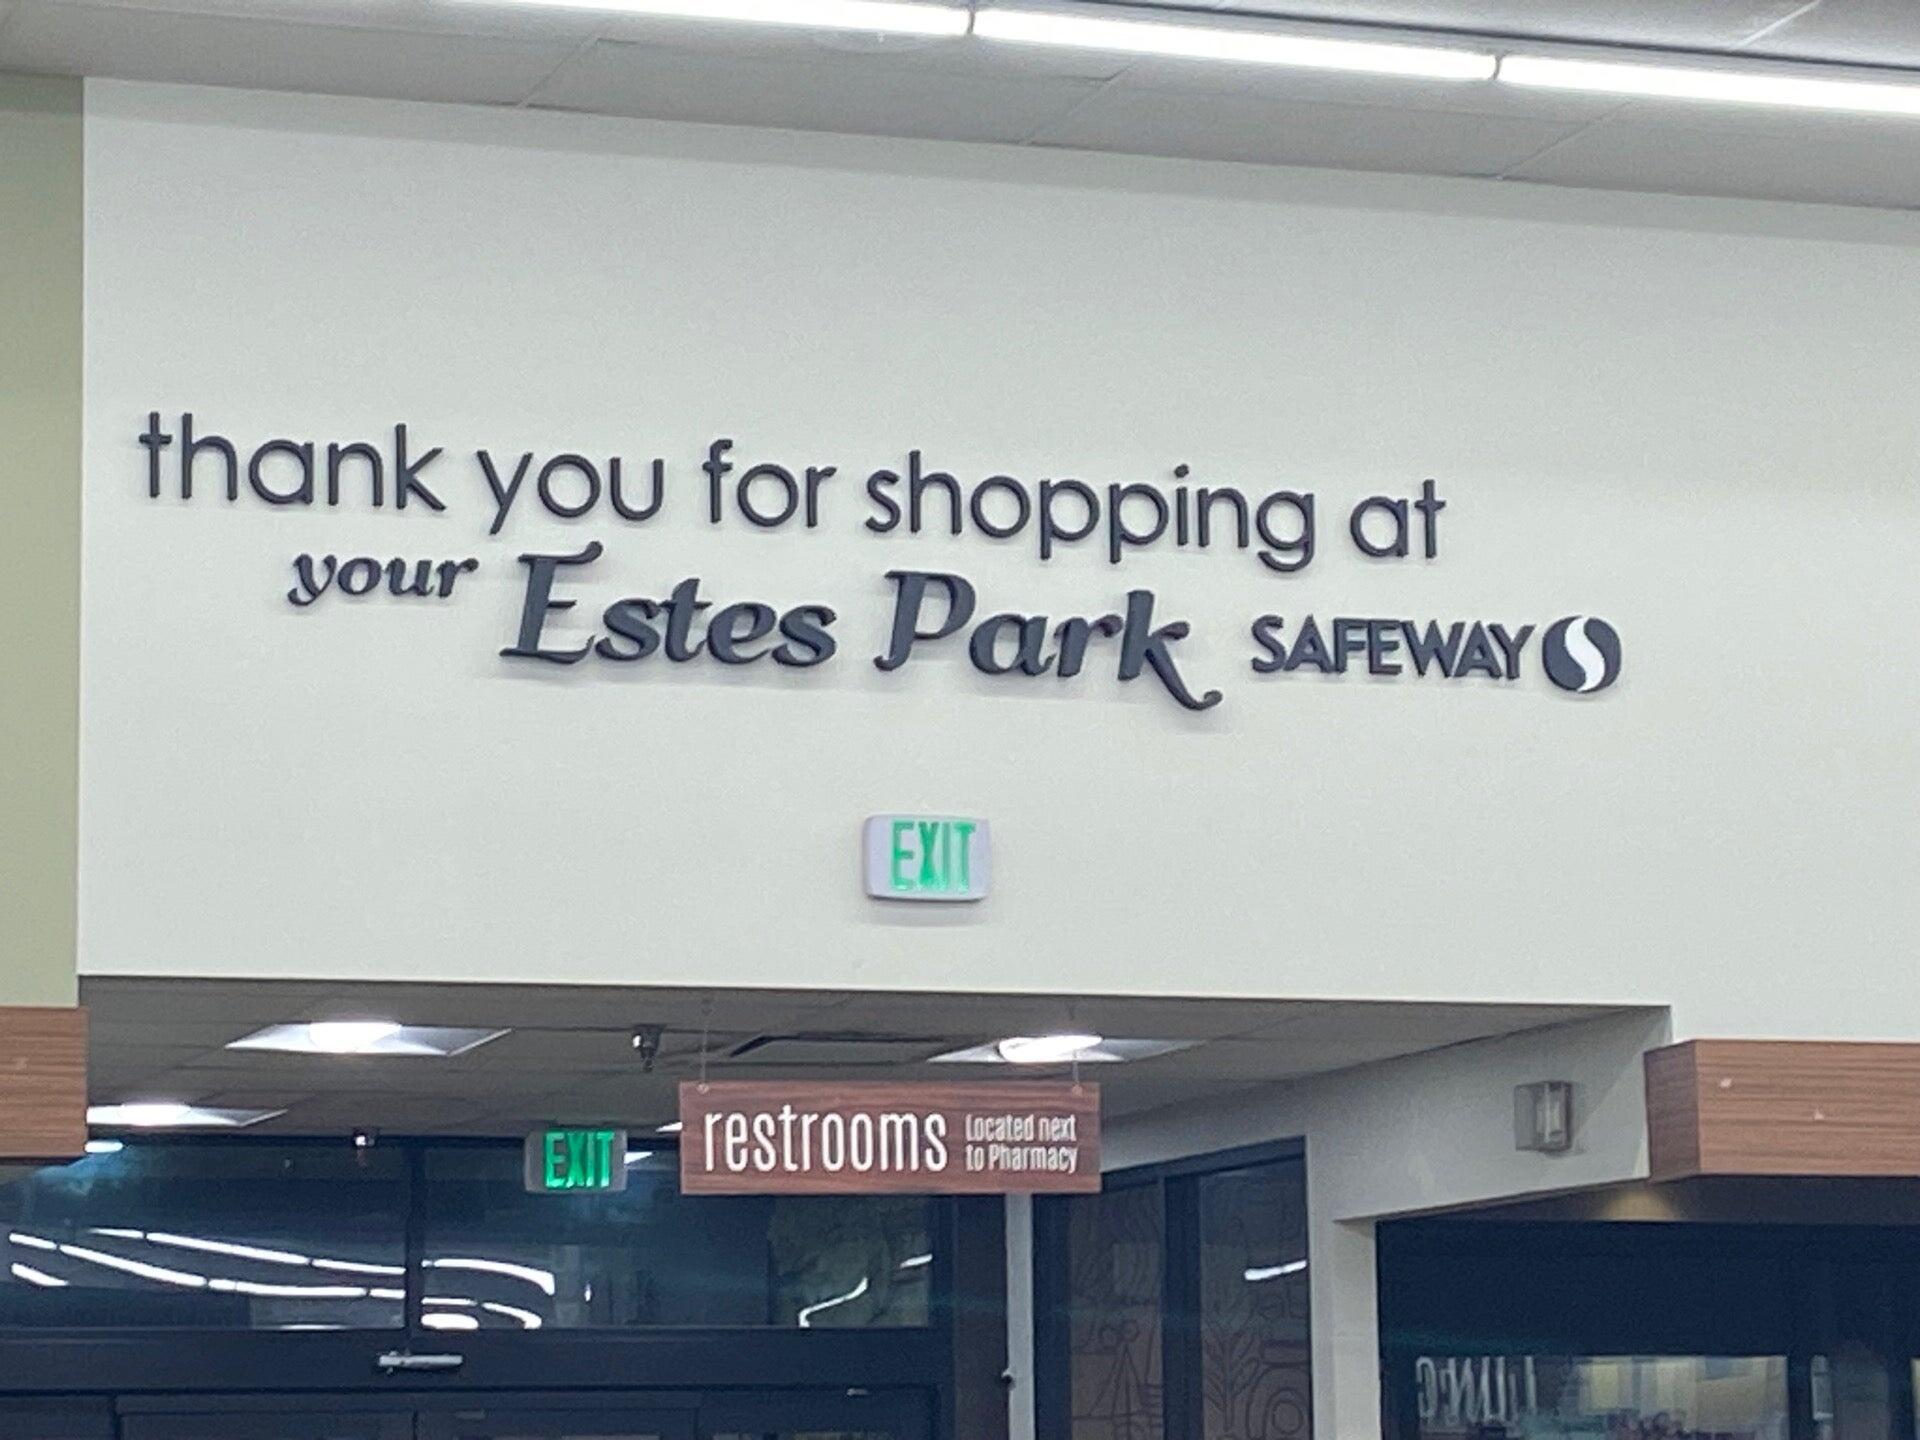 thank you for shopping at
your Estes Park SAFEWAY
EXIT
EXIT
restrooms Located next
to Pharmacy